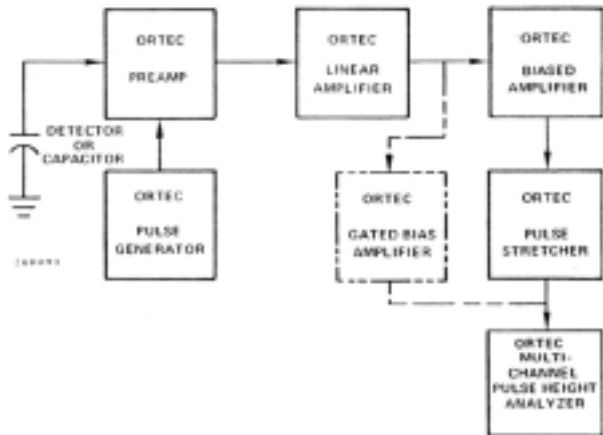 ORTEC
PREAMP
ORTEC
LINEAR
AMPLIFIER
ORTEC
BIASED
AMPLIFIER
DETECTOR
OR
CAPACITOR
ORTEC
PULSE
GENERATOR
ORTEC
GATED BIAS
AMPLIFIER
ORTEC
PULSE
STRETCHER
ORTEC
MULTI-
CHANNEL
PULSE HEIGHT
ANALYZER